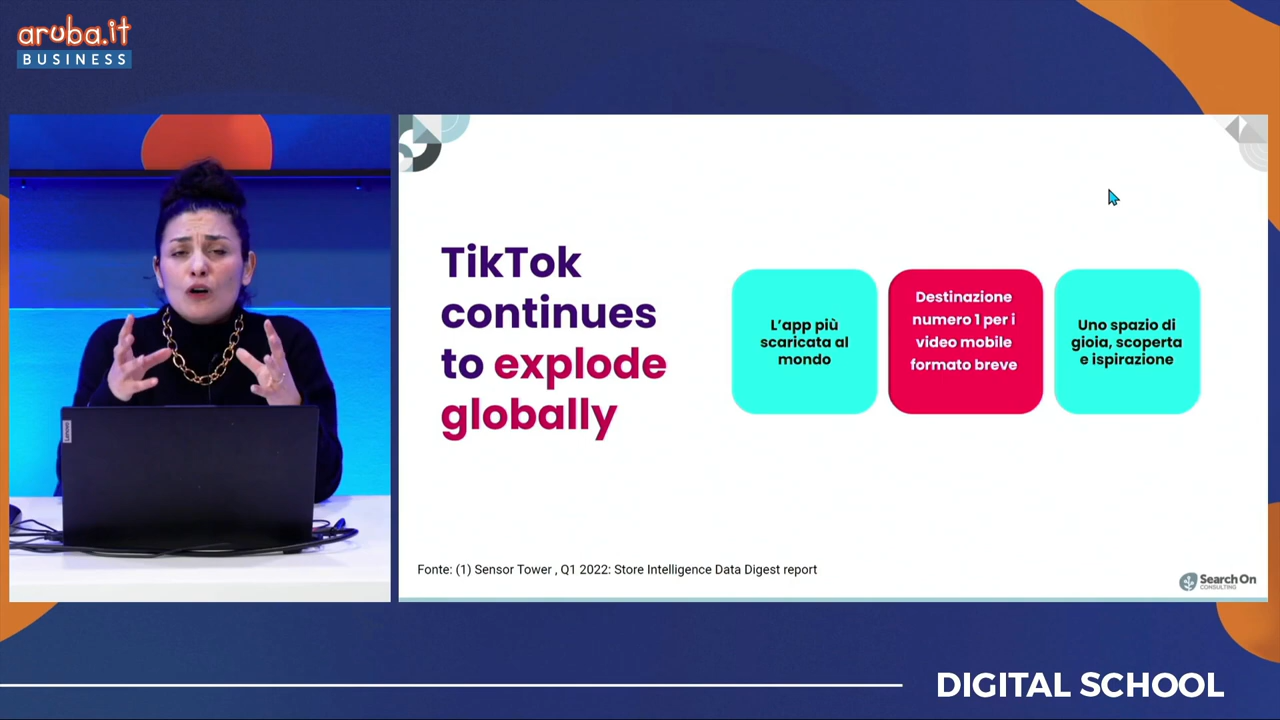 aruba.it
BUSINESS
Lenovo
TikTok
continues
to explode
globally
L'app più
scaricata al
mondo
Destinazione
numero 1 per i
video mobile
formato breve
Uno spazio di
gioia, scoperta
e ispirazione
Fonte: (1) Sensor Tower , Q1 2022: Store Intelligence Data Digest report
Search On
CONSULTING
DIGITAL SCHOOL